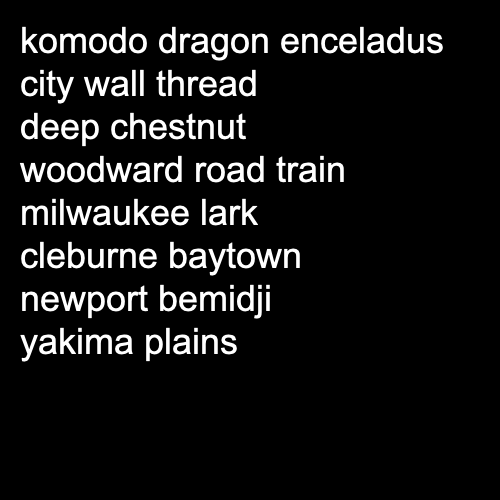 komodo dragon enceladus
city wall thread
deep chestnut
woodward road train
milwaukee lark
cleburne baytown
newport bemidji
yakima plains